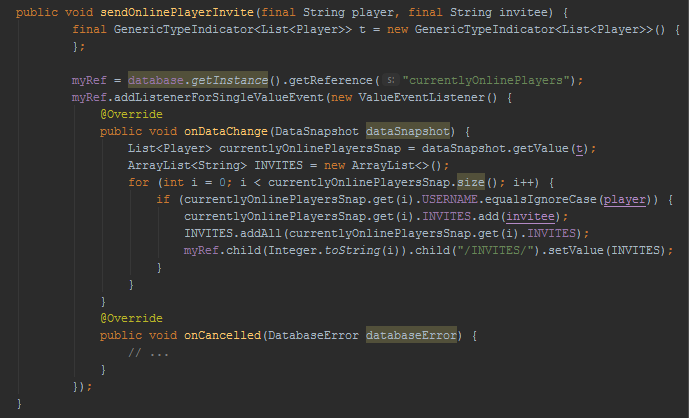 public void sendOnlinePlayerInvite(final String player, final String invitee) {
final GenericTypeIndicator<List<Player>> t = new GenericTypeIndicator<List<Player>>() {
};
myRef = database.getInstance().getReference( s: "currentlyOnlinePlayers");
myRef.addListenerForSingleValueEvent(new ValueEventListener() {
@Override
public void onDataChange(DataSnapshot dataSnapshot) {
List<Player> currentlyOnlinePlayersSnap = dataSnapshot.getValue(t);
ArrayList<String> INVITES = new ArrayList<>();
for (int i = 0; i < currentlyOnlinePlayersSnap.size(); i++) {
if (currentlyOnlinePlayersSnap.get(i).USERNAME.equalsIgnoreCase(player)) {
currentlyOnlinePlayersSnap.get(i).INVITES.add(invitee);
INVITES.addAll(currentlyOnlinePlayersSnap.get(i).INVITES);
myRef.child(Integer.toString(i)).child("/INVITES/").setValue(INVITES);
}
}
}
@Override
public void onCancelled(DatabaseError databaseError) {
// ...
}
});
}